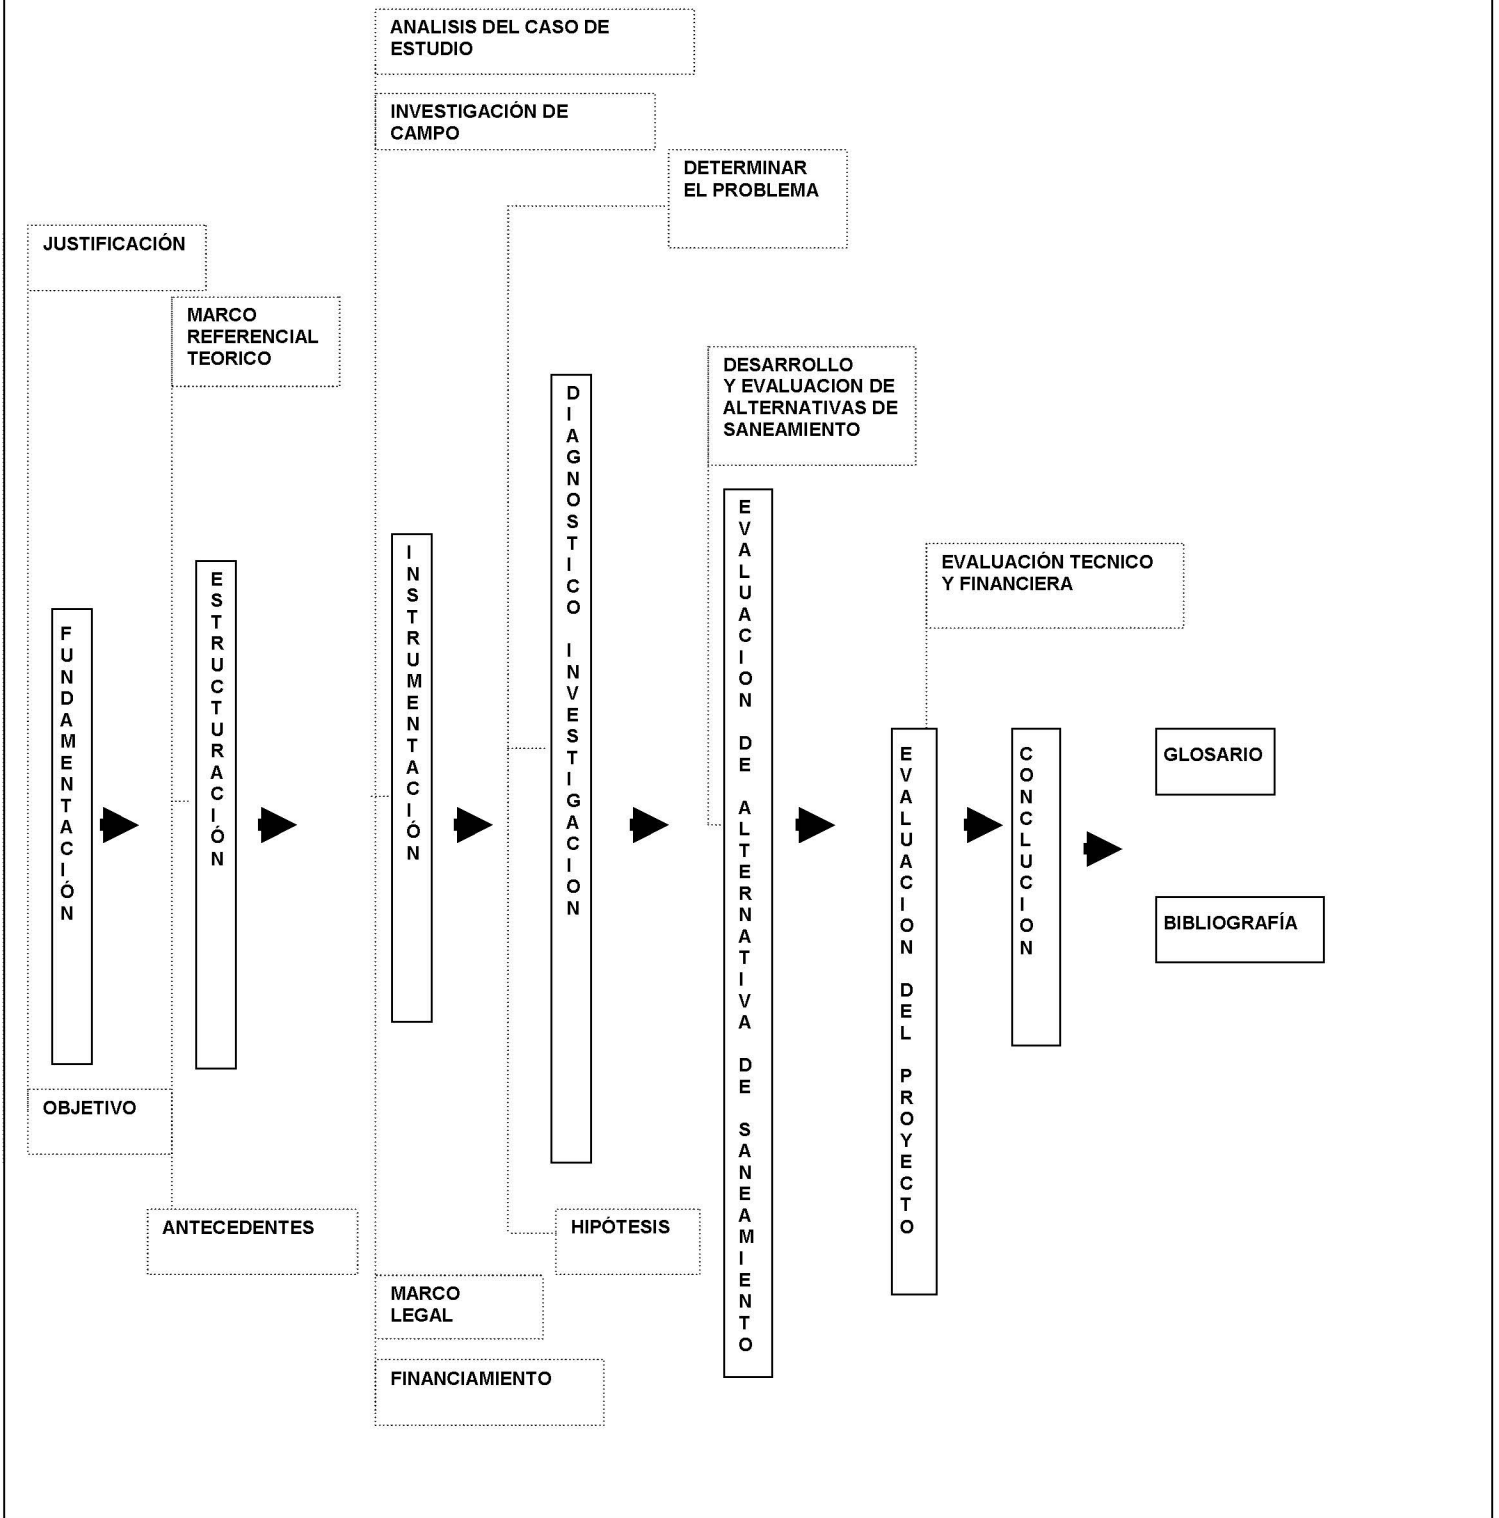 ANALISIS DEL CASO DE
ESTUDIO
INVESTIGACIÓN DE
CAMPO
DETERMINAR
EL PROBLEMA
JUSTIFICACIÓN
MARCO
REFERENCIAL
TEORICO
DESARROLLO
Y EVALUACION DE
ALTERNATIVAS DE
SANEAMIENTO
EVALUACIÓN TECNICO
Y FINANCIERA
FUNDAMENTACIÓN
ESTRUCTURACIÓN
INSTRUMENTACIÓN
DIAGNOSTICO INVESTIGACION
EVALUACION DE ALTERNATIVA DE SANEAMIENTO
EVALUACION DEL PROYECTO
CONCLUCION
GLOSARIO
BIBLIOGRAFÍA
OBJETIVO
ANTECEDENTES
HIPÓTESIS
MARCO
LEGAL
FINANCIAMIENTO